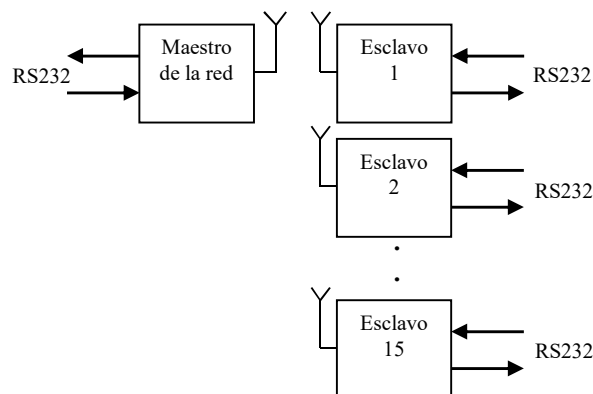 Maestro
de la red
RS232
Esclavo
1
RS232
Esclavo
2
RS232
Esclavo
15
RS232